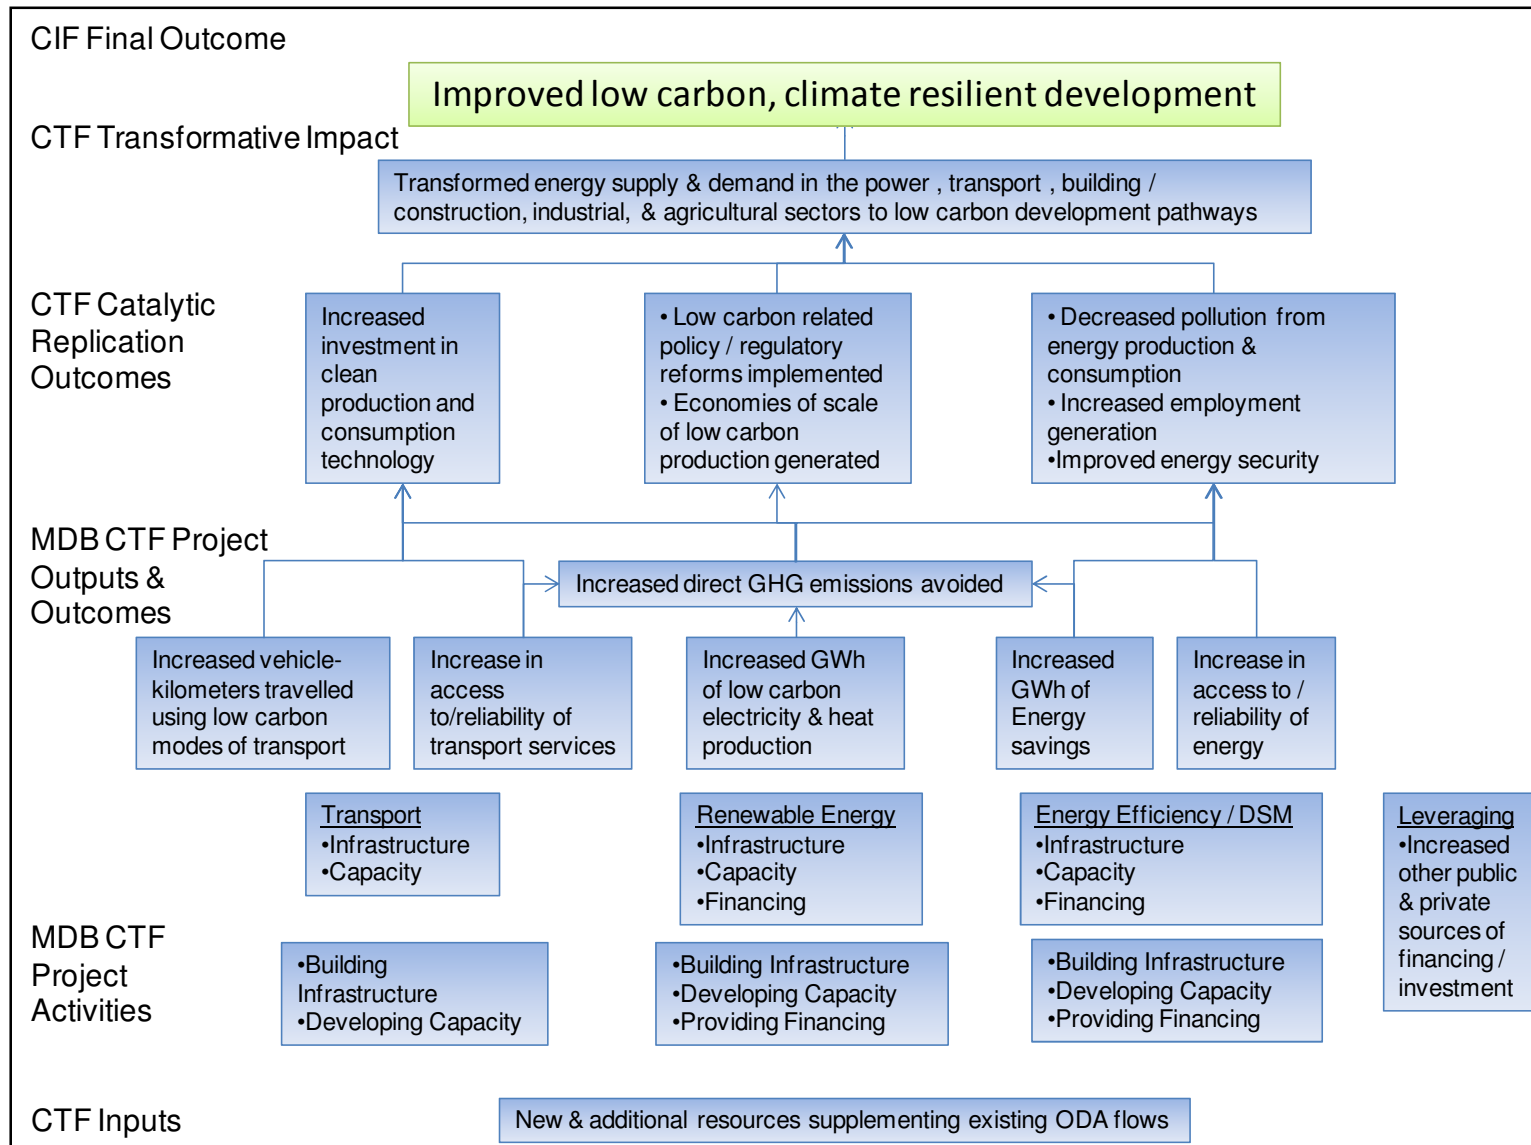 CIF Final Outcome
Improved low carbon, climate resilient development
CTF Transformative Impact
Transformed energy supply & demand in the power , transport , building /
construction, industrial, & agricultural sectors to low carbon development pathways
CTF Catalytic
Replication
Outcomes
Increased
investment in
clean
production and
consumption
technology
• Low carbon related
policy / regulatory
reforms implemented
• Economies of scale
of low carbon
production generated
• Decreased pollution from
energy production &
consumption
• Increased employment
generation
•Improved energy security
MDB CTF Project
Outputs &
Outcomes
Increased direct GHG emissions avoided
Increased vehicle-
kilometers travelled
using low carbon
modes of transport
Increase in
access
to/reliability of
transport services
Increased GWh
of low carbon
electricity & heat
production
Increased
GWh of
Energy
savings
Increase in
access to /
reliability of
energy
Transport
•Infrastructure
•Capacity
Renewable Energy
•Infrastructure
•Capacity
•Financing
Energy Efficiency / DSM
•Infrastructure
•Capacity
•Financing
Leveraging
•Increased
other public
& private
sources of
financing /
investment
MDB CTF
Project
Activities
•Building
Infrastructure
•Developing Capacity
•Building Infrastructure
•Developing Capacity
•Providing Financing
•Building Infrastructure
•Developing Capacity
•Providing Financing
CTF Inputs
New & additional resources supplementing existing ODA flows